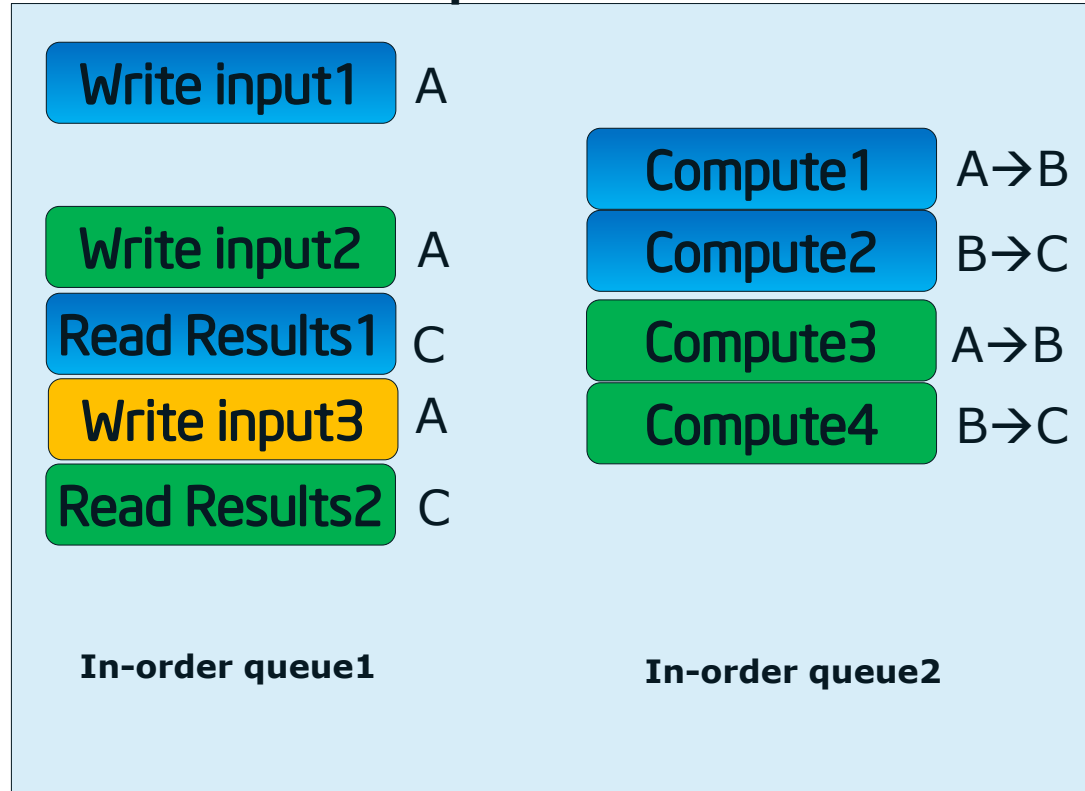 Write input1 A
Compute1 A→B
Write input2 A
Compute2 B→C
Read Results1 C
Compute3 A→B
Write input3 A
Compute4 B→C
Read Results2 C
In-order queue1
In-order queue2